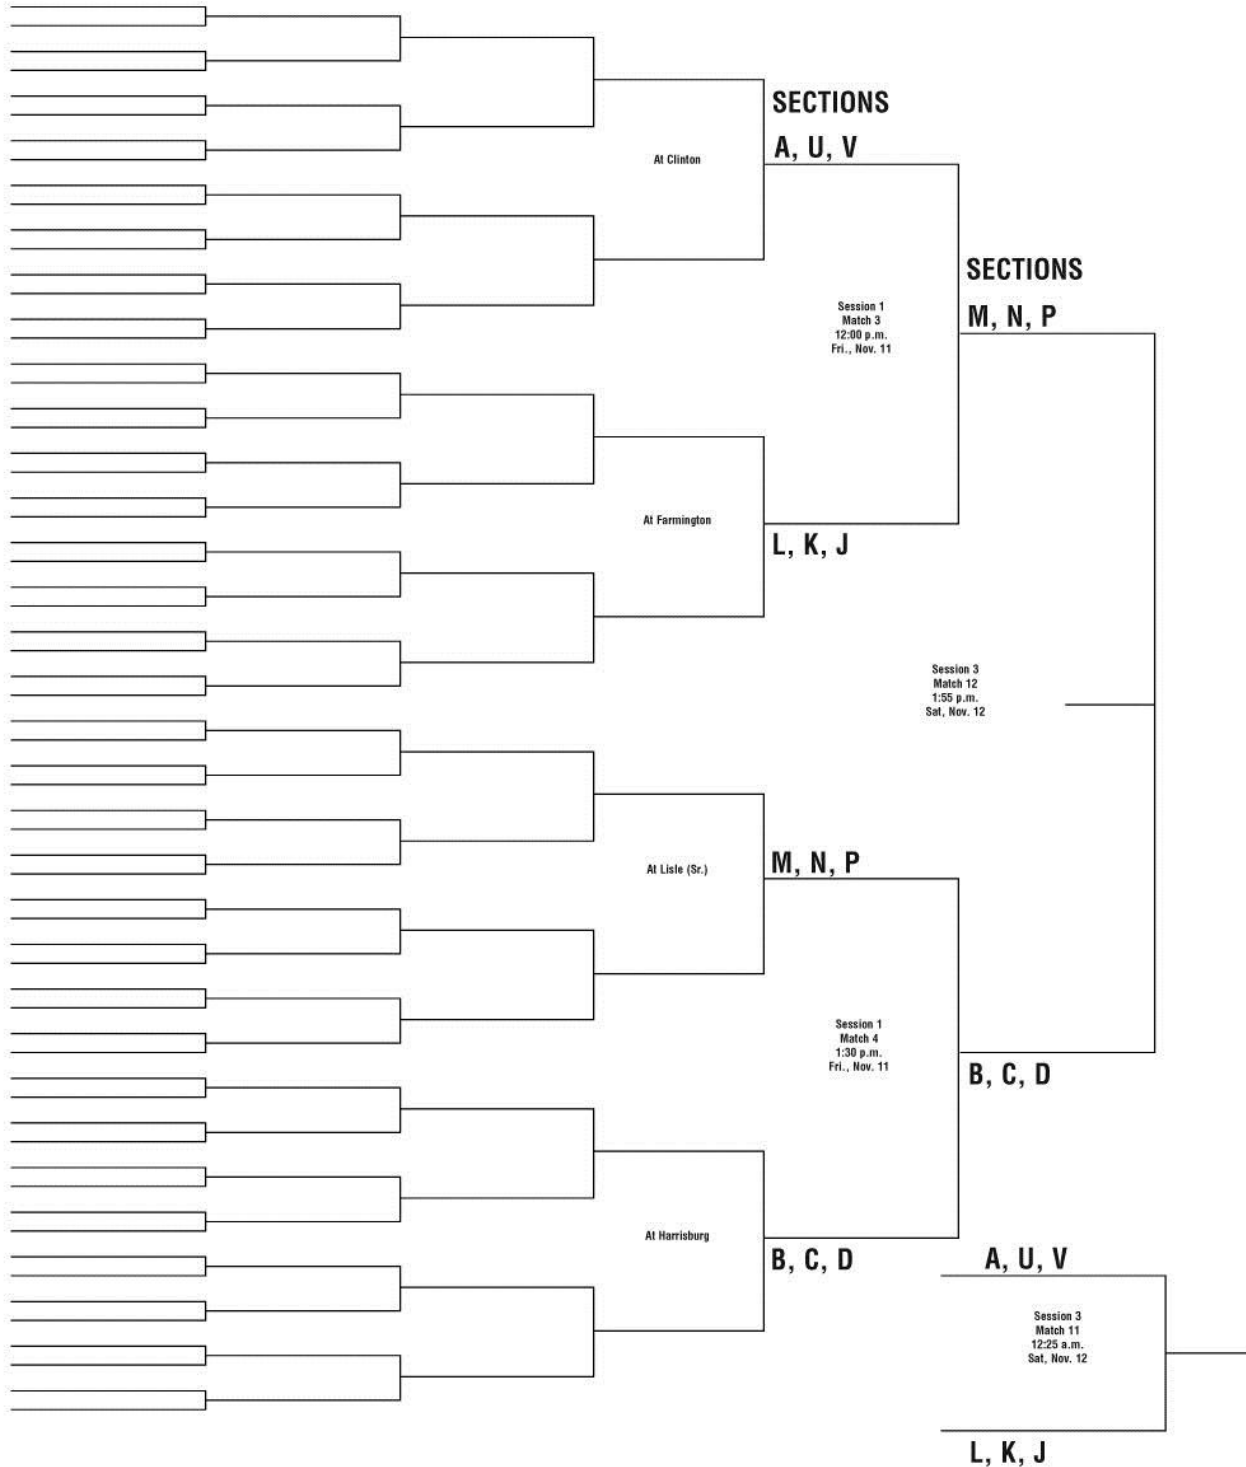 SECTIONS
A, U, V
At Clinton
SECTIONS
M, N, P
Session 1
Match 3
12:00 p.m.
Fri., Nov. 11
At Farmington
L, K, J
Session 3
Match 12
1:55 p.m.
Sat, Nov. 12
At Lisle (Sr.)
M, N, P
Session 1
Match 4
1:30 p.m.
Fri., Nov. 11
B, C, D
At Harrisburg
B, C, D
A, U, V
Session 3
Match 11
12:25 a.m.
Sat, Nov. 12
L, K, J